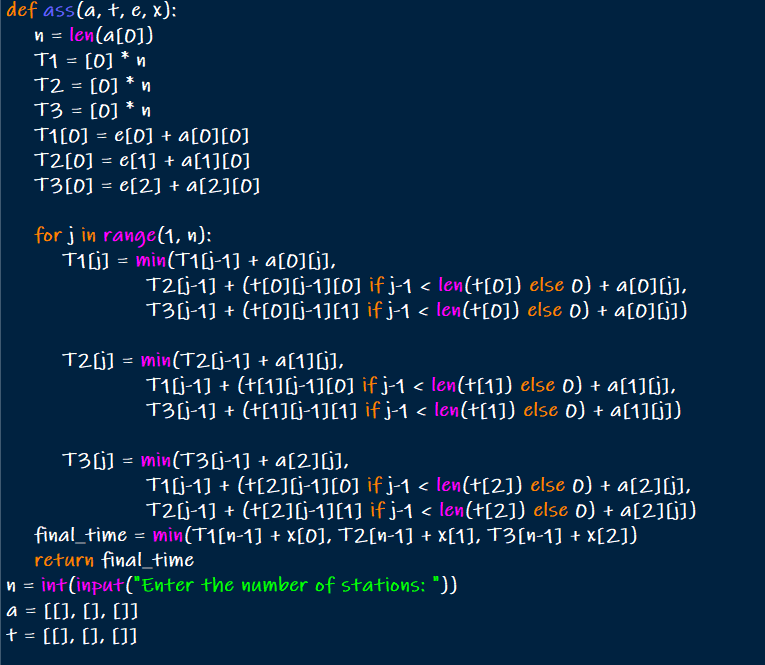 def ass(a, t, e, x):
    n = len(a[0])
    T1 = [0] * n
    T2 = [0] * n
    T3 = [0] * n
    T1[0] = e[0] + a[0][0]
    T2[0] = e[1] + a[1][0]
    T3[0] = e[2] + a[2][0]
    for j in range(1, n):
        T1[j] = min(T1[j-1] + a[0][j],
                    T2[j-1] + (t[0][j-1][0] if j-1 < len(t[0]) else 0) + a[0][j],
                    T3[j-1] + (t[0][j-1][1] if j-1 < len(t[0]) else 0) + a[0][j])
        T2[j] = min(T2[j-1] + a[1][j],
                    T1[j-1] + (t[1][j-1][0] if j-1 < len(t[1]) else 0) + a[1][j],
                    T3[j-1] + (t[1][j-1][1] if j-1 < len(t[1]) else 0) + a[1][j])
        T3[j] = min(T3[j-1] + a[2][j],
                    T1[j-1] + (t[2][j-1][0] if j-1 < len(t[2]) else 0) + a[2][j],
                    T2[j-1] + (t[2][j-1][1] if j-1 < len(t[2]) else 0) + a[2][j])
    final_time = min(T1[n-1] + x[0], T2[n-1] + x[1], T3[n-1] + x[2])
    return final_time
n = int(input("Enter the number of stations: "))
a = [[], [], []]
t = [[], [], []]